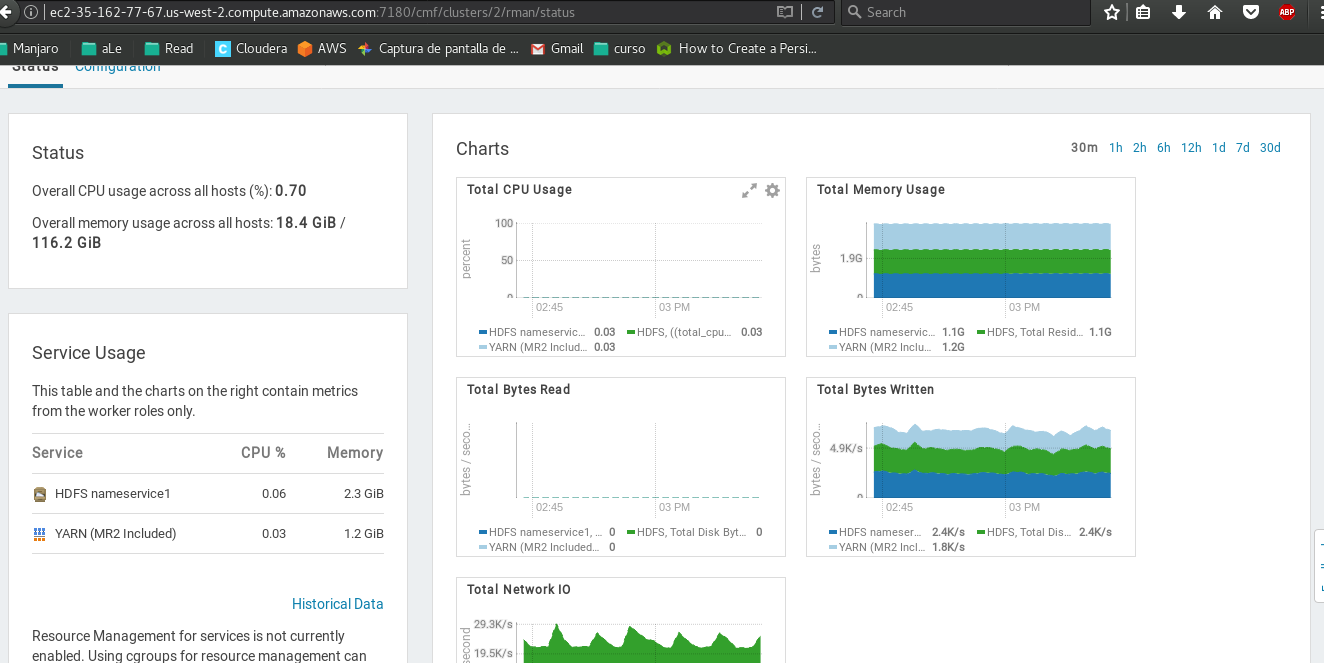 ec2-35-162-77-67.us-west-2.compute.amazonaws.com:7180/cmf/clusters/2/rman/status
Search
ABP
Manjaro
aLe
Read
Cloudera
AWS
Captura de pantalla de ...
Gmail
curso
How to Create a Persi...
Status
Configuration
Status
Overall CPU usage across all hosts (%): 0.70
Overall memory usage across all hosts: 18.4 GiB /
116.2 GiB
Service Usage
This table and the charts on the right contain metrics
from the worker roles only.
Service CPU % Memory
HDFS nameservice1 0.06 2.3 GiB
YARN (MR2 Included) 0.03 1.2 GiB
Historical Data
Resource Management for services is not currently
enabled. Using cgroups for resource management can
Charts
30m 1h 2h 6h 12h 1d 7d 30d
Total CPU Usage
percent
100
50
0
02:45
03 PM
HDFS nameservic... 0.03
HDFS, ((total_cpu... 0.03
YARN (MR2 Includ... 0.03
Total Memory Usage
bytes
1.9G
0
02:45
03 PM
HDFS nameservic... 1.1G
HDFS, Total Resid... 1.1G
YARN (MR2 Inclu... 1.2G
Total Bytes Read
bytes / seco...
02:45
03 PM
HDFS nameservice1, ... 0
HDFS, Total Disk Byt... 0
YARN (MR2 Included... 0
Total Bytes Written
bytes / seco...
4.9K/s
0
02:45
03 PM
HDFS nameser... 2.4K/s
HDFS, Total Dis... 2.4K/s
YARN (MR2 Incl... 1.8K/s
Total Network IO
second
29.3K/s
19.5K/s